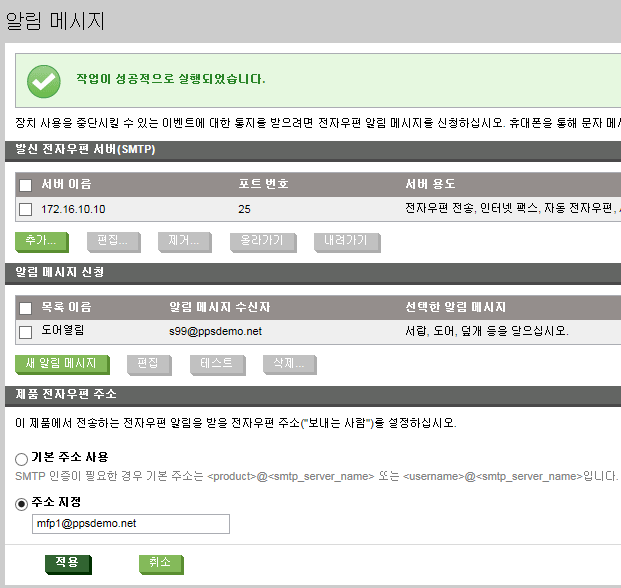 알림 메시지
작업이 성공적으로 실행되었습니다.
장치 사용을 중단시킬 수 있는 이벤트에 대한 통지를 받으려면 전자우편 알림 메시지를 신청하십시오. 휴대폰을 통해 문자 메시
발신 전자우편 서버(SMTP)
서버 이름 포트 번호 서버 용도
172.16.10.10 25 전자우편 전송, 인터넷 팩스, 자동 전자우편,
추가... 편집... 제거... 올라가기 내려가기
알림 메시지 신청
목록 이름 알림 메시지 수신자 선택한 알림 메시지
도어열림 s99@ppsdemo.net 서랍, 도어, 덮개 등을 닫으십시오.
새 알림 메시지 편집 테스트 삭제...
제품 전자우편 주소
이 제품에서 전송하는 전자우편 알림을 받을 전자우편 주소("보내는 사람")를 설정하십시오.
기본 주소 사용
SMTP 인증이 필요한 경우 기본 주소는 <product>@<smtp_server_name> 또는 <username>@<smtp_server_name>입니다.
주소 지정
mfp1@ppsdemo.net
적용 취소